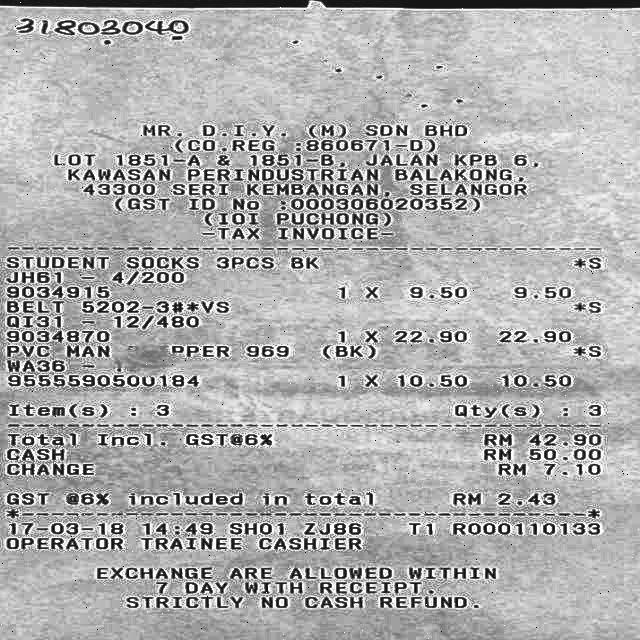 31803040
MR. D.I.Y. (M) SDN BHD
(CO.REG :860671-D)
LOT 1851-A & 1851-B, JALAN KPB 6,
KAWASAN PERINDUSTRIAN BALAKONG,
43300 SERI KEMBANGAN, SELANGOR
(GST ID No :000306020352)
(IOI PUCHONG)
-TAX INVOICE-
STUDENT SOCKS 3PCS BK *S
JH61 - 4/200
9034915 1 X 9.50 9.50
BELT 5202-3#*VS *S
QI31 - 12/480
9034870 1 X 22.90 22.90
PVC MAN 969 (BK) *S
WA36 -
9555590500184 1 X 10.50 10.50
Item(s) : 3 Qty(s) : 3
Total Incl. GST@6% RM 42.90
CASH RM 50.00
CHANGE RM 7.10
GST @6% included in total RM 2.43
*------------------------------------------*
17-03-18 14:49 SH01 ZJ86 T1 R000110133
OPERATOR TRAINEE CASHIER
EXCHANGE ARE ALLOWED WITHIN
7 DAY WITH RECEIPT.
STRICTLY NO CASH REFUND.